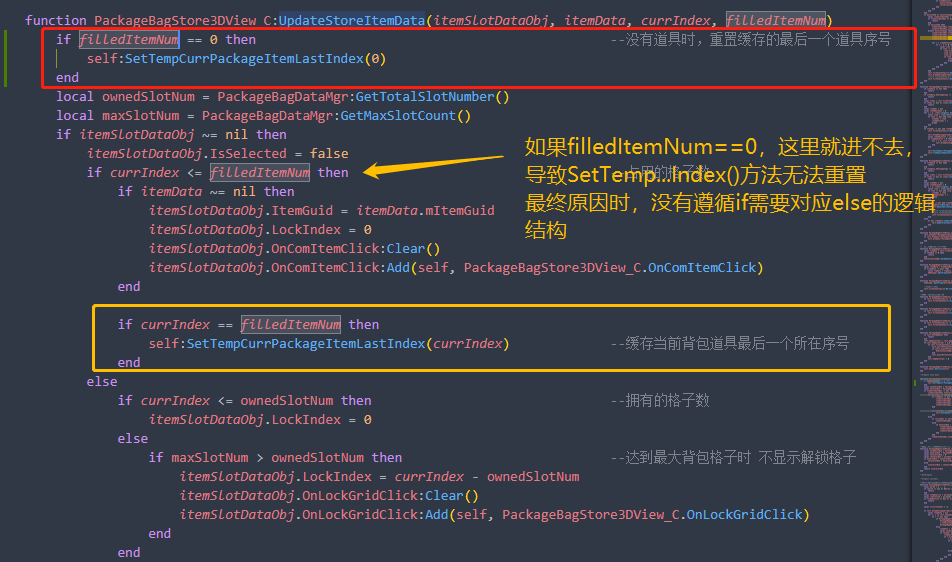 function PackageBagStore3DView_C:UpdateStoreItemData(itemSlotDataObj, itemData, currIndex, filledItemNum)
if filledItemNum == 0 then --没有道具时，重置缓存的最后一个道具序号
self:SetTempCurrPackageItemLastIndex(0)
end
local ownedSlotNum = PackageBagDataMgr:GetTotalSlotNumber()
local maxSlotNum = PackageBagDataMgr:GetMaxSlotCount()
if itemSlotDataObj ~= nil then
itemSlotDataObj.IsSelected = false
如果filledItemNum==0，这里就进不去，
if currIndex <= filledItemNum then
导致SetTemp...Index()方法无法重置
if itemData ~= nil then
最终原因时，没有遵循if需要对应else的逻辑
itemSlotDataObj.ItemGuid = itemData.mItemGuid
itemSlotDataObj.LockIndex = 0
结构
itemSlotDataObj.OnComItemClick:Clear()
itemSlotDataObj.OnComItemClick:Add(self, PackageBagStore3DView_C.OnComItemClick)
end
if currIndex == filledItemNum then
self:SetTempCurrPackageItemLastIndex(currIndex) --缓存当前背包道具最后一个所在序号
end
else
if currIndex <= ownedSlotNum then --拥有的格子数
itemSlotDataObj.LockIndex = 0
else
if maxSlotNum > ownedSlotNum then --达到最大背包格子时 不显示解锁格子
itemSlotDataObj.LockIndex = currIndex - ownedSlotNum
itemSlotDataObj.OnLockGridClick:Clear()
itemSlotDataObj.OnLockGridClick:Add(self, PackageBagStore3DView_C.OnLockGridClick)
end
end